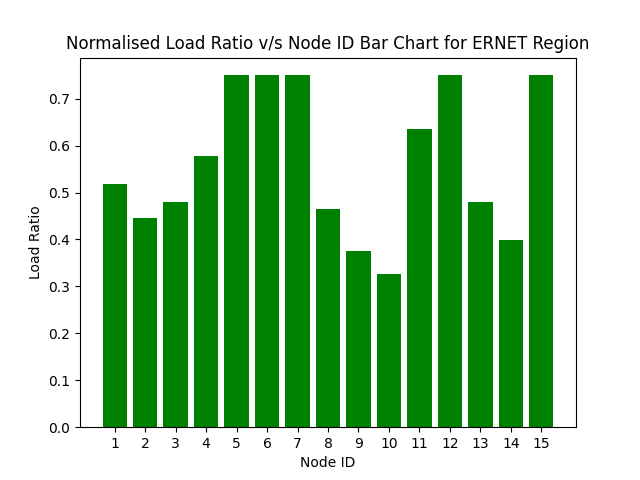 Normalised Load Ratio v/s Node ID Bar Chart for ERNET Region
Load Ratio
0.7
0.6
0.5
0.4
0.3
0.2
0.1
0.0
1 2 3 4 5 6 7 8 9 10 11 12 13 14 15
Node ID